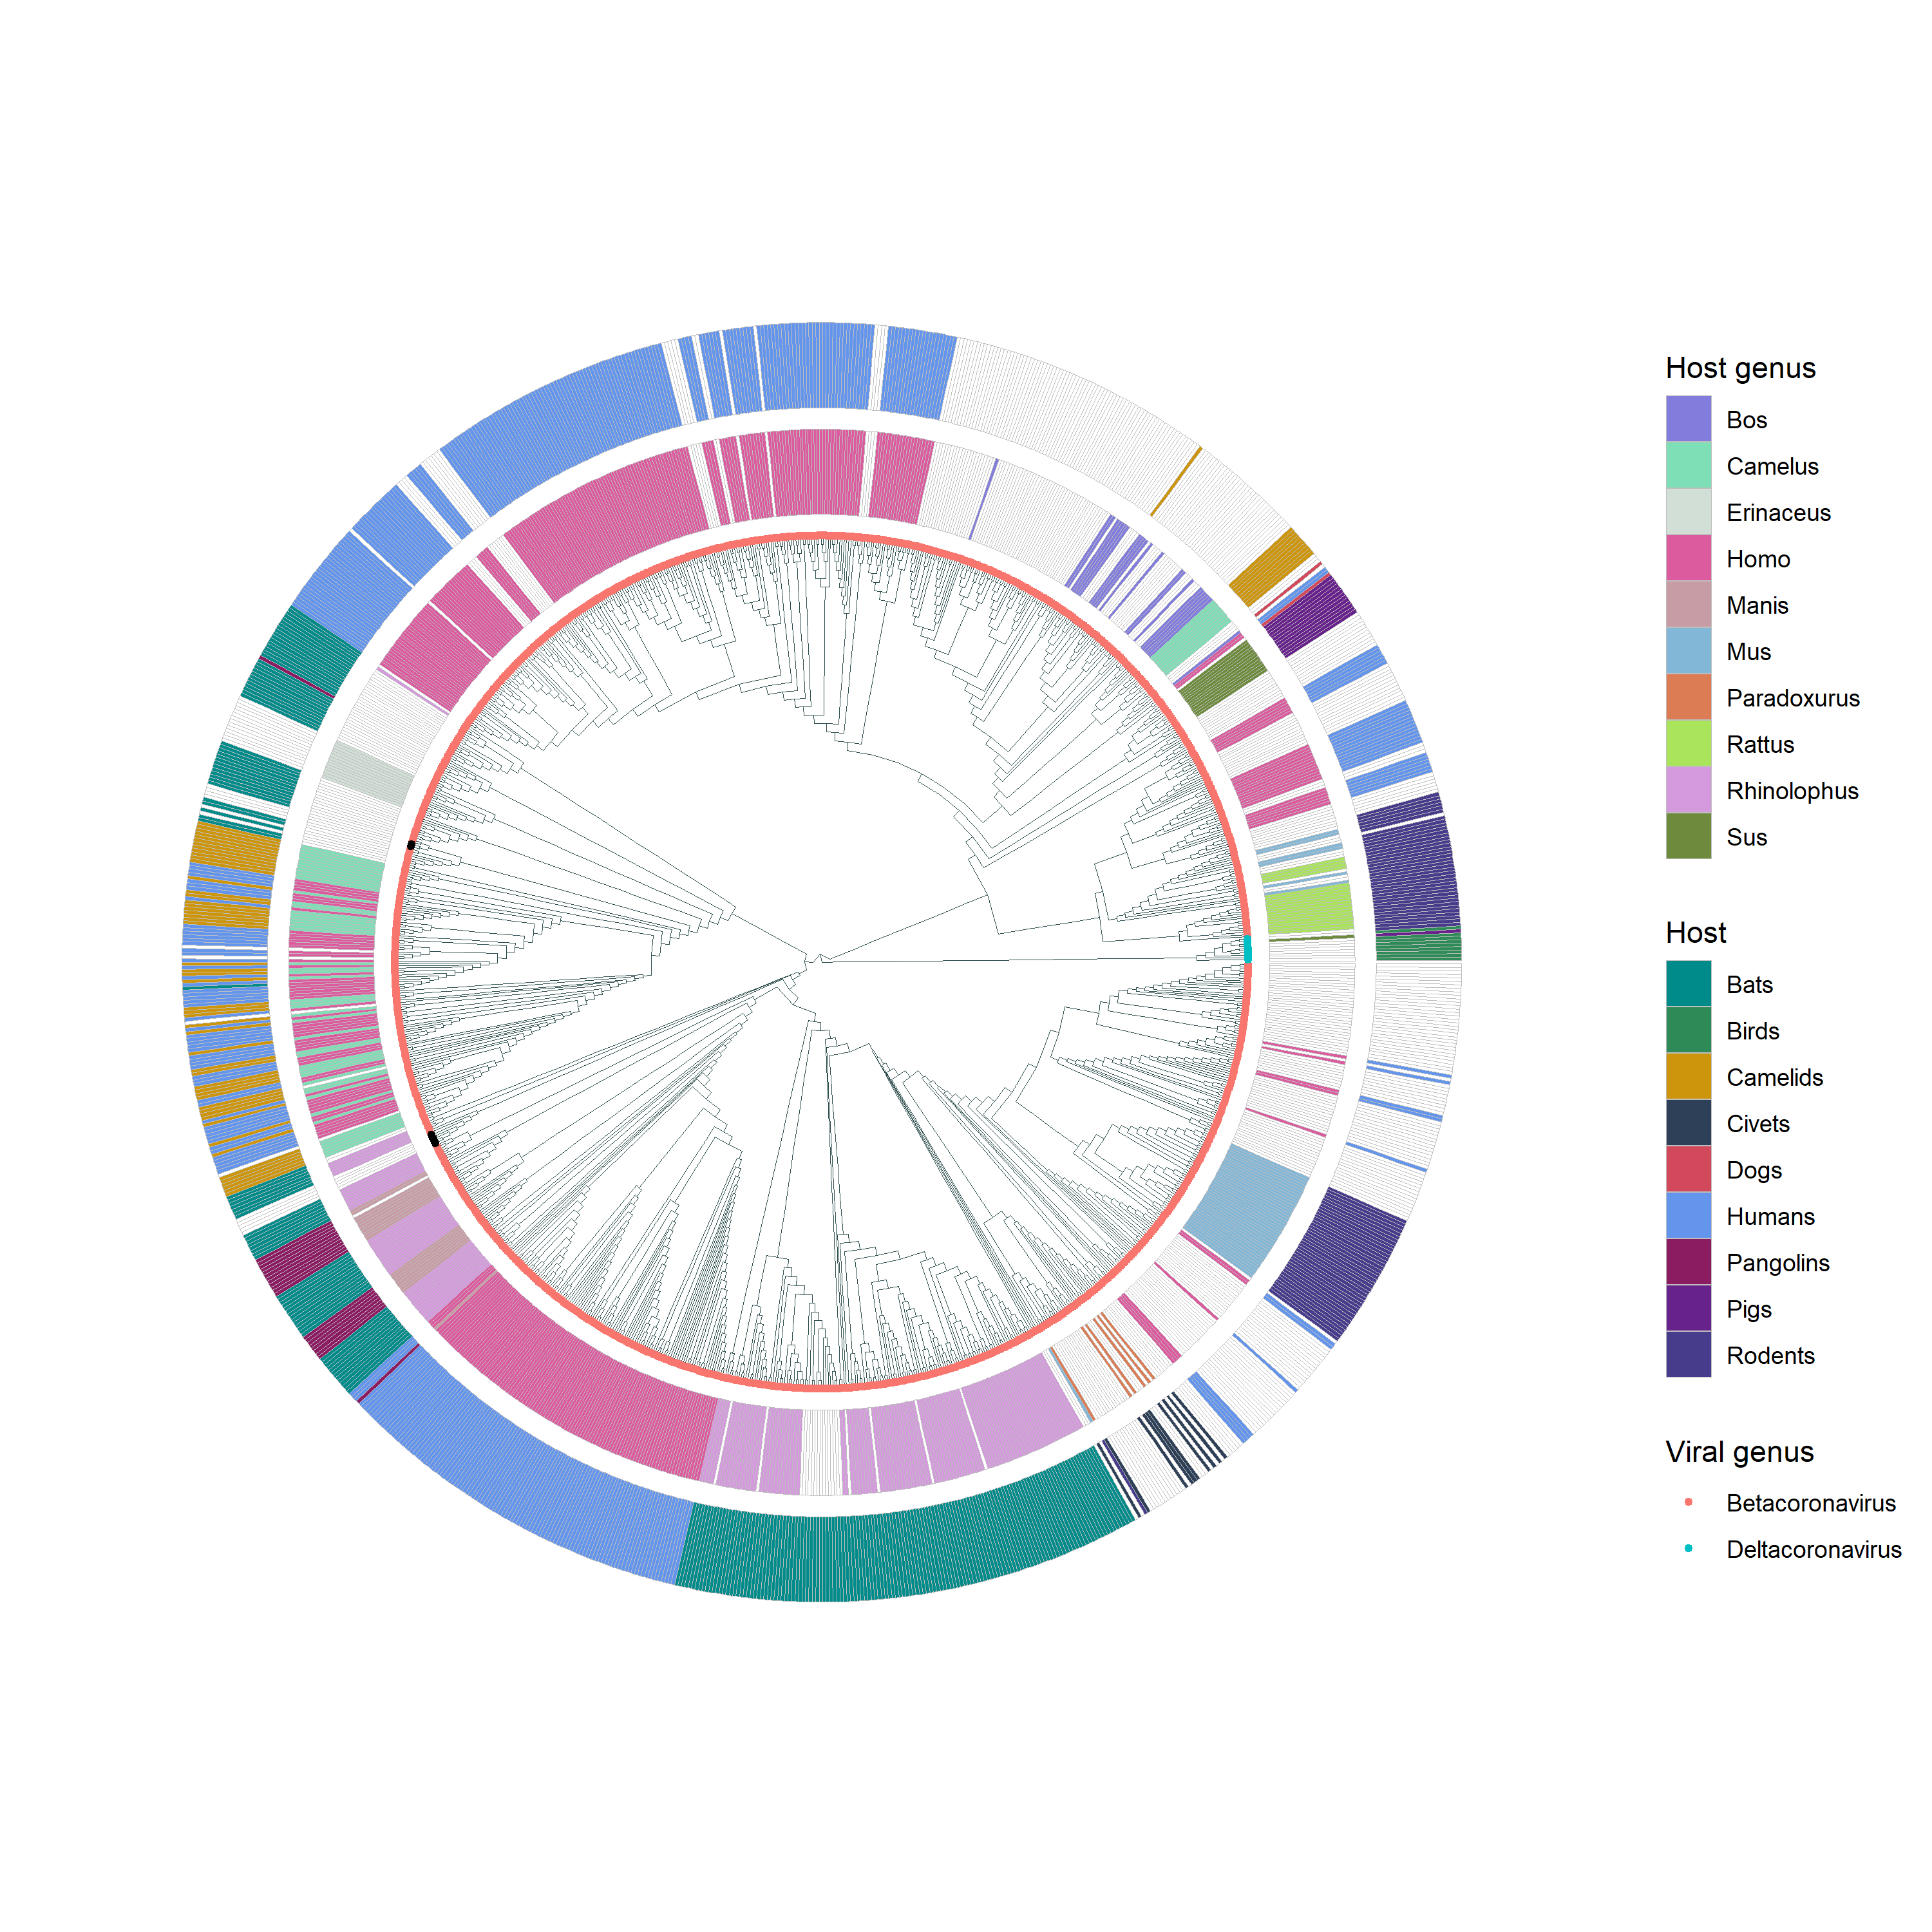 Host genus
Bos
Camelus
Erinaceus
Homo
Manis
Mus
Paradoxurus
Rattus
Rhinolophus
Sus
Host
Bats
Birds
Camelids
Civets
Dogs
Humans
Pangolins
Pigs
Rodents
Viral genus
Betacoronavirus
Deltacoronavirus